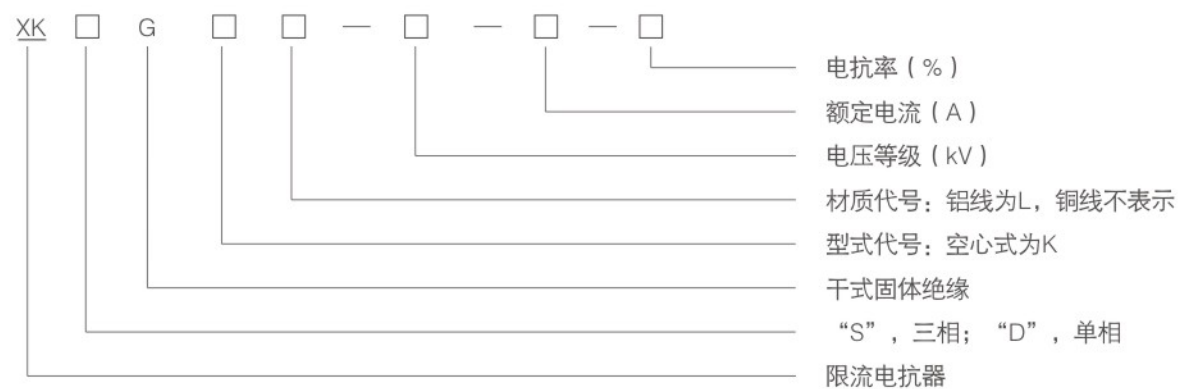 XK □ G □ □ — □ — □ — □
电抗率（%）
额定电流（A）
电压等级（kV）
材质代号：铝线为L，铜线不表示
型式代号：空心式为K
干式固体绝缘
“S”，三相；“D”，单相
限流电抗器